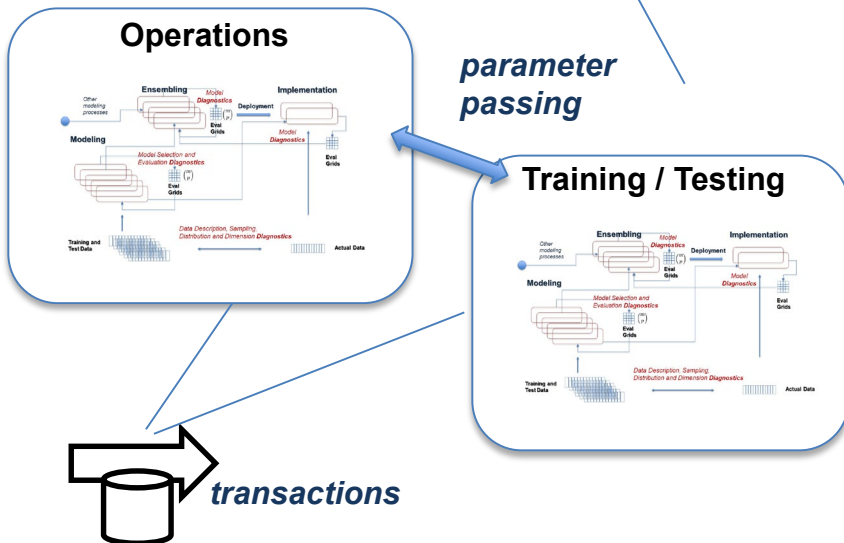 Operations
Ensembling
Implementation
Other
modeling
processes
Model
Diagnostics
Deployment
Eval
Grids
Model
Diagnostics
Eval
Grids
Modeling
Model Selection and
Evaluation Diagnostics
Eval
Grids
Data Description, Sampling,
Distribution and Dimension Diagnostics
Training and
Test Data
Actual Data
parameter
passing
Training / Testing
Ensembling
Implementation
Other
modeling
processes
Model
Diagnostics
Deployment
Eval
Grids
Model
Diagnostics
Eval
Grids
Modeling
Model Selection and
Evaluation Diagnostics
Eval
Grids
Data Description, Sampling,
Distribution and Dimension Diagnostics
Training and
Test Data
Actual Data
transactions